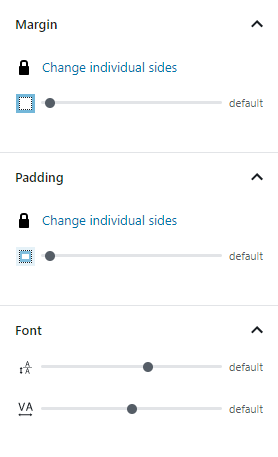 Margin
Change individual sides
default
Padding
Change individual sides
default
Font
A A default
VA default